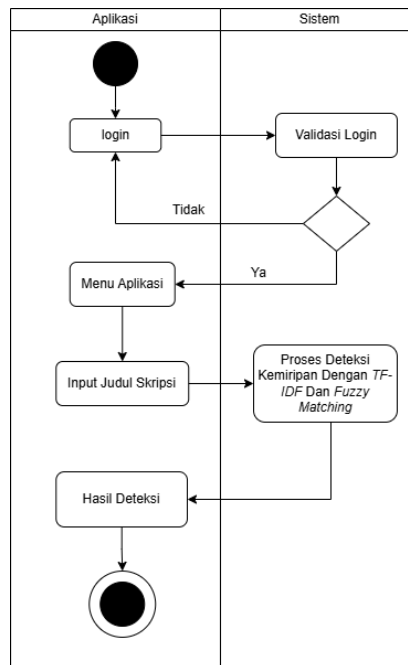 Aplikasi
Sistem
login
Validasi Login
Tidak
Ya
Menu Aplikasi
Input Judul Skripsi
Proses Deteksi
Kemiripan Dengan TF-
IDF Dan Fuzzy
Matching
Hasil Deteksi